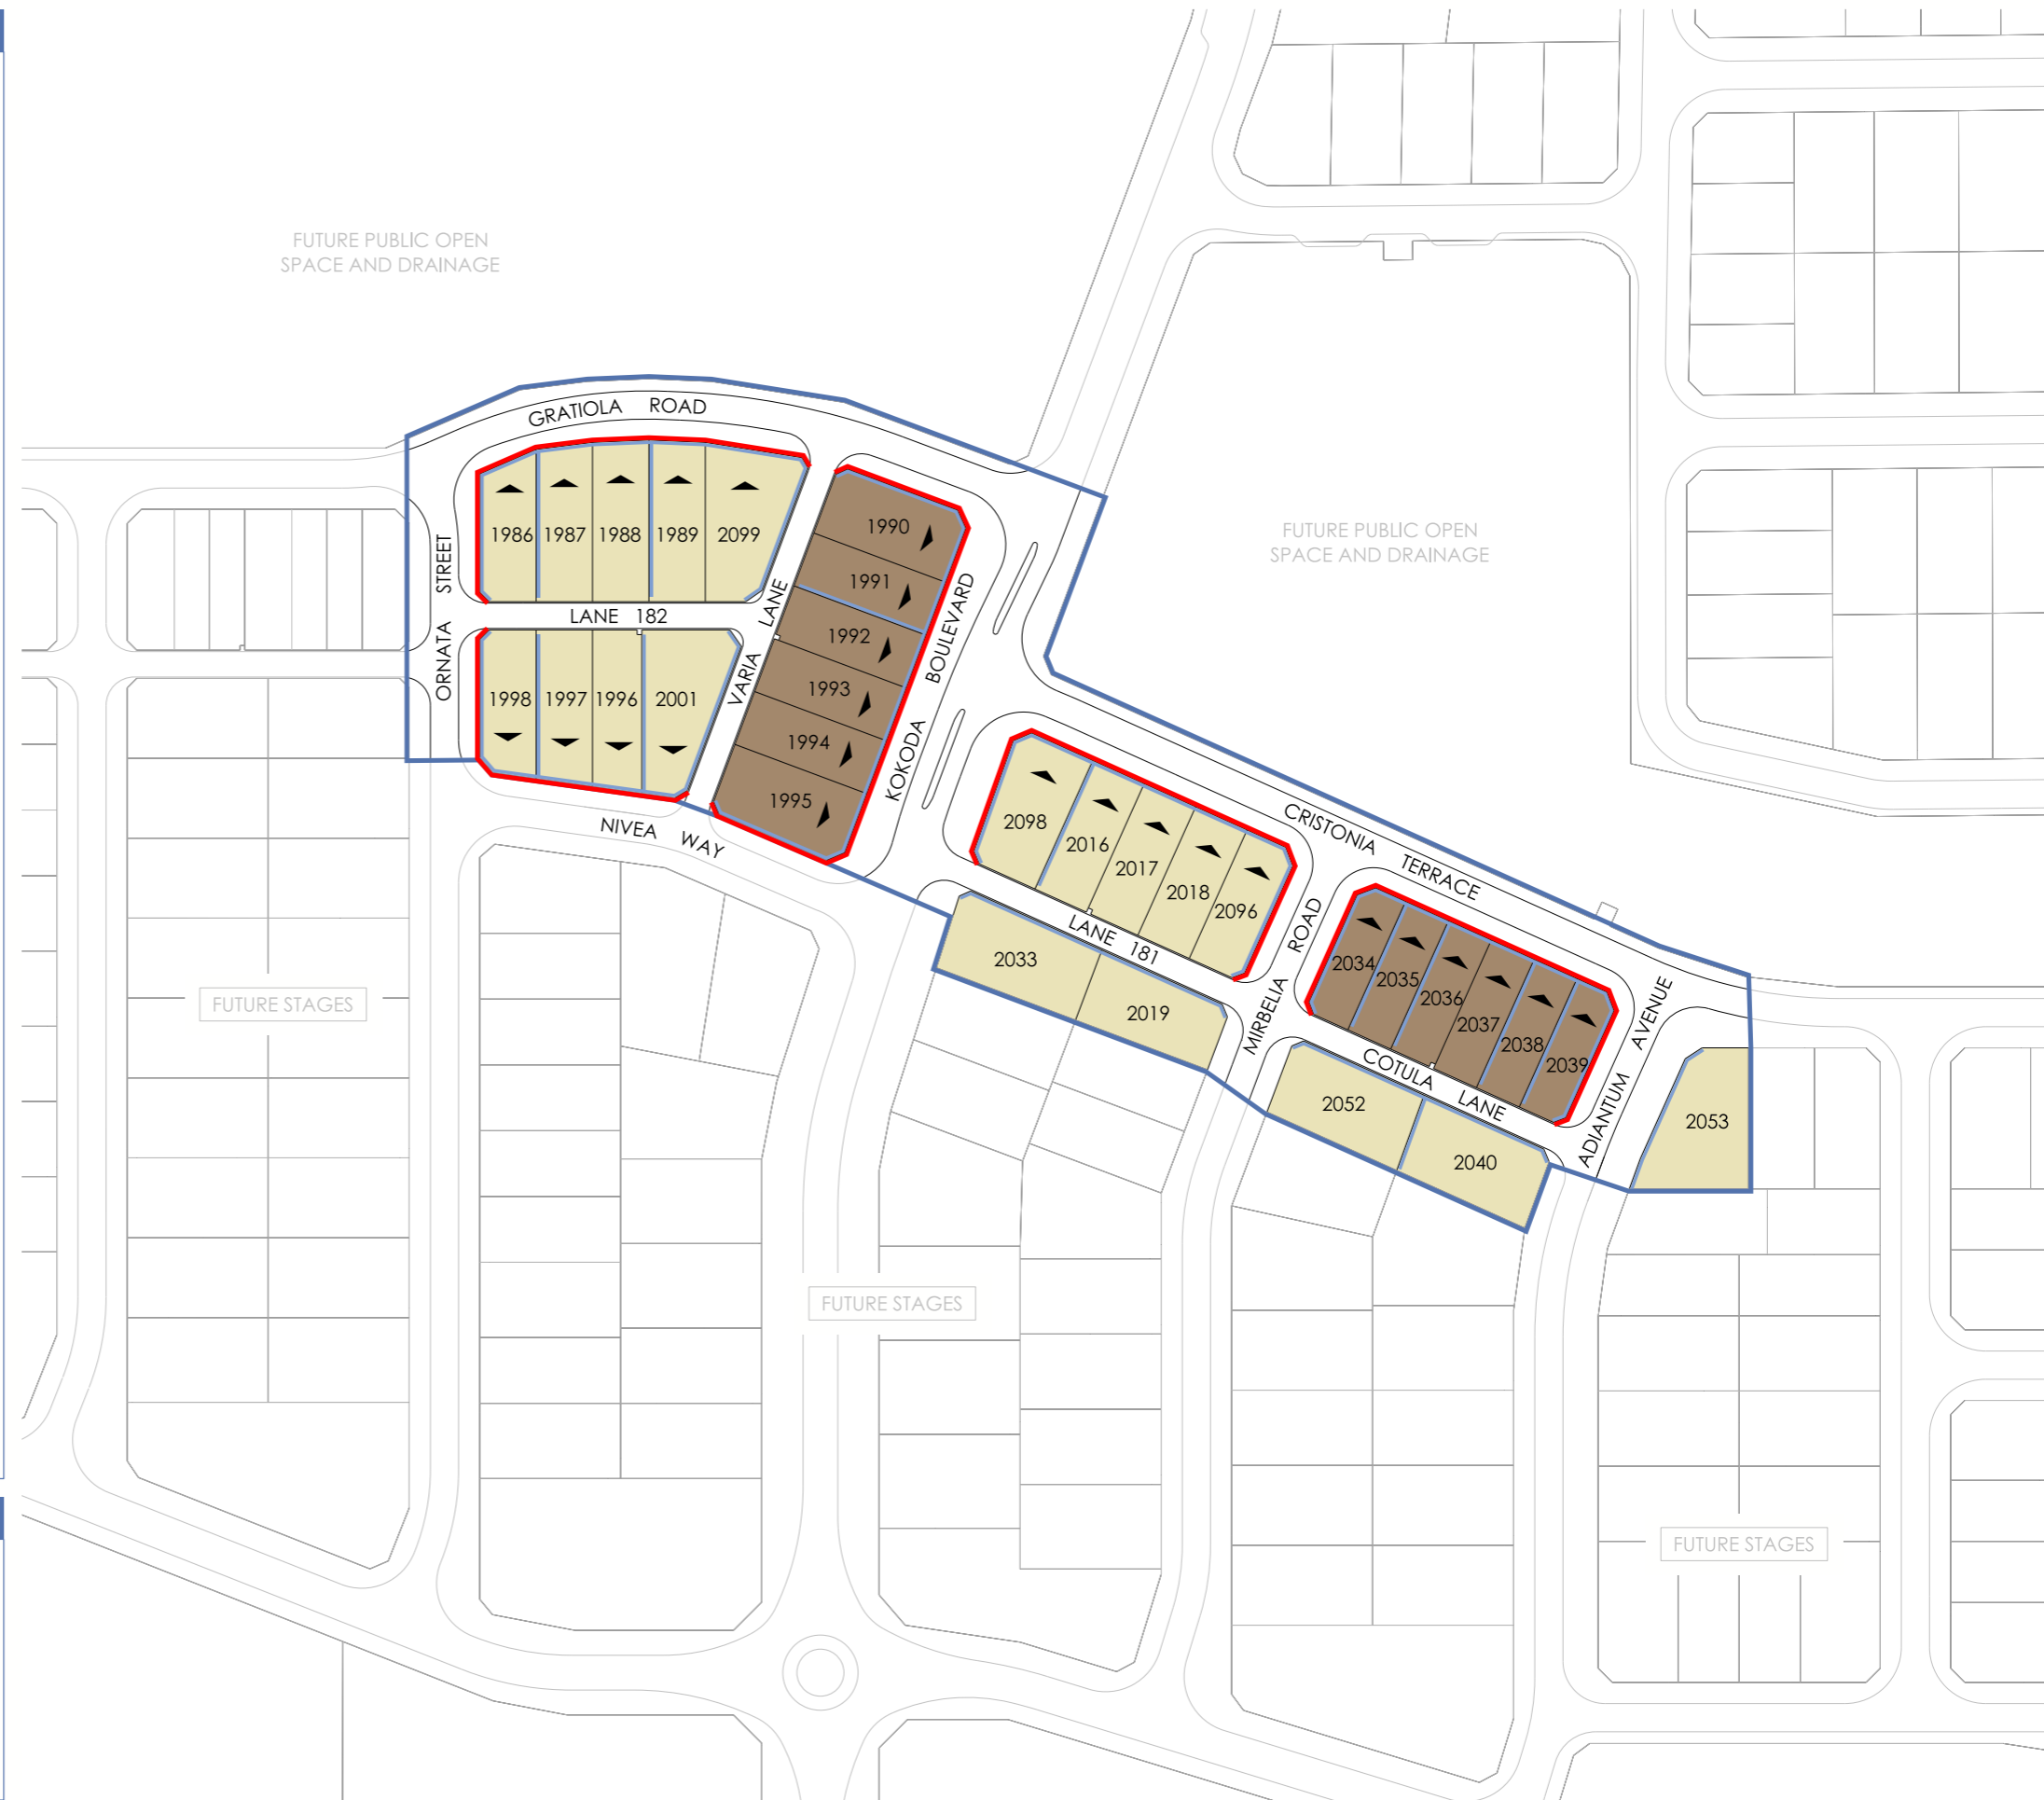 FUTURE PUBLIC OPEN
SPACE AND DRAINAGE
GRATIOLA ROAD
1986
1987
1988
1989
2099
1990
FUTURE PUBLIC OPEN
SPACE AND DRAINAGE
ORNATA STREET
LANE 182
VARIA LANE
1991
1992
1993
1994
1995
KOKODA BOULEVARD
1998
1997
1996
2001
NIVEA WAY
2098
2016
2017
2018
2096
CRISTONIA TERRACE
LANE 181
2033
2019
MIRBELIA ROAD
2034
2035
2036
2037
2038
2039
COTULA LANE
ADIANTUM AVENUE
2052
2040
2053
FUTURE STAGES
FUTURE STAGES
FUTURE STAGES